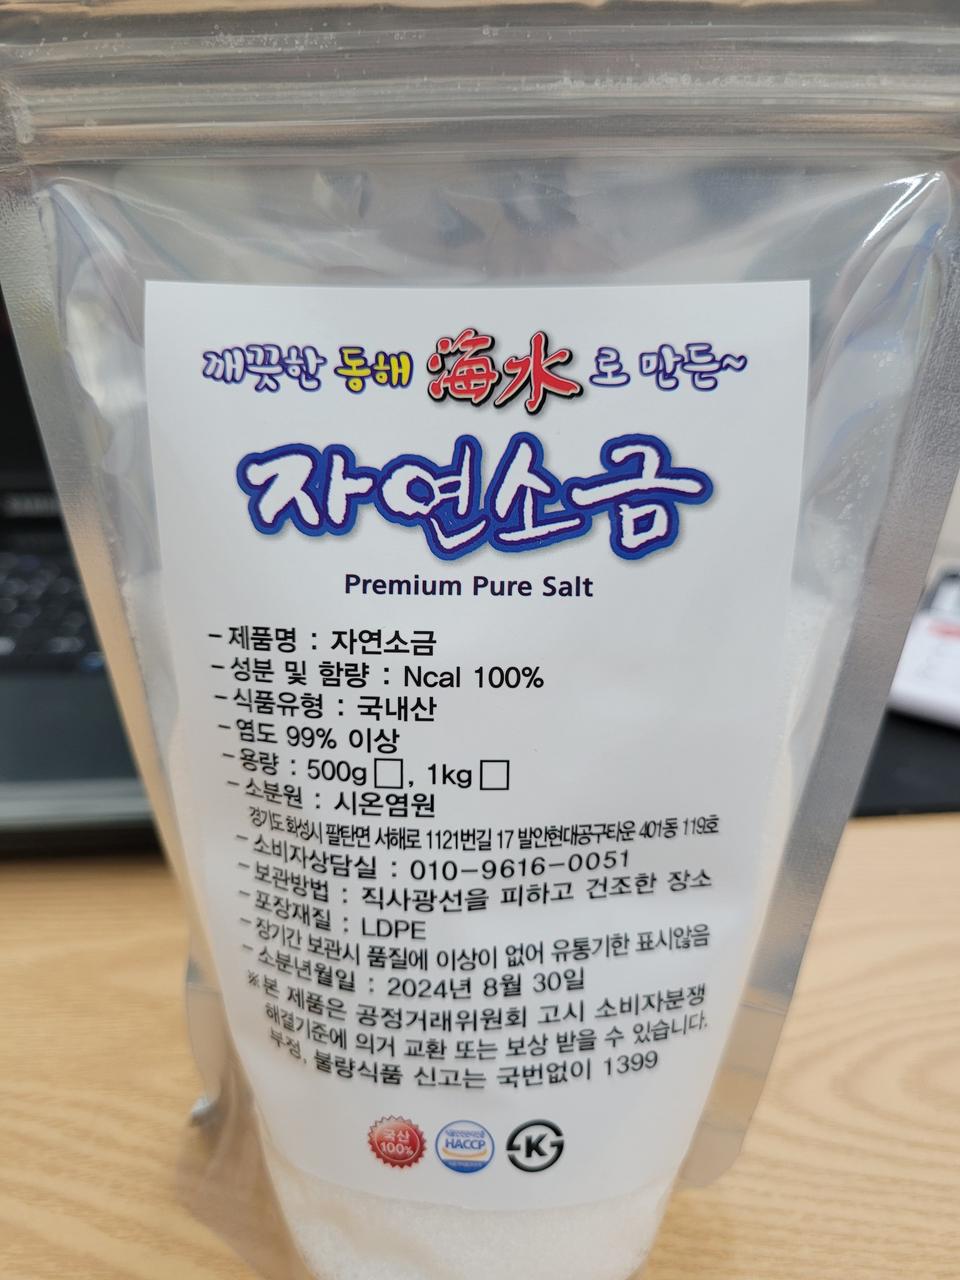 깨끗한 동해 海水로 만든~
자연소금
Premium Pure Salt
- 제품명 : 자연소금
- 성분 및 함량 : Ncal 100%
- 식품유형 : 국내산
- 염도 99% 이상
- 용량 : 500g□, 1kg□
- 소분원 : 시온염원
경기도 화성시 팔탄면 서해로 1121번길 17 발안현대공구타운 401동 119호
- 소비자상담실 : 010-9616-0051
- 보관방법 : 직사광선을 피하고 건조한 장소
- 포장재질 : LDPE
- 장기간 보관시 품질에 이상이 없어 유통기한 표시않음
- 소분년월일 : 2024년 8월 30일
※본 제품은 공정거래위원회 고시 소비자분쟁
해결기준에 의거 교환 또는 보상 받을 수 있습니다.
부정, 불량식품 신고는 국번없이 1399
국산
100%
HACCP
K